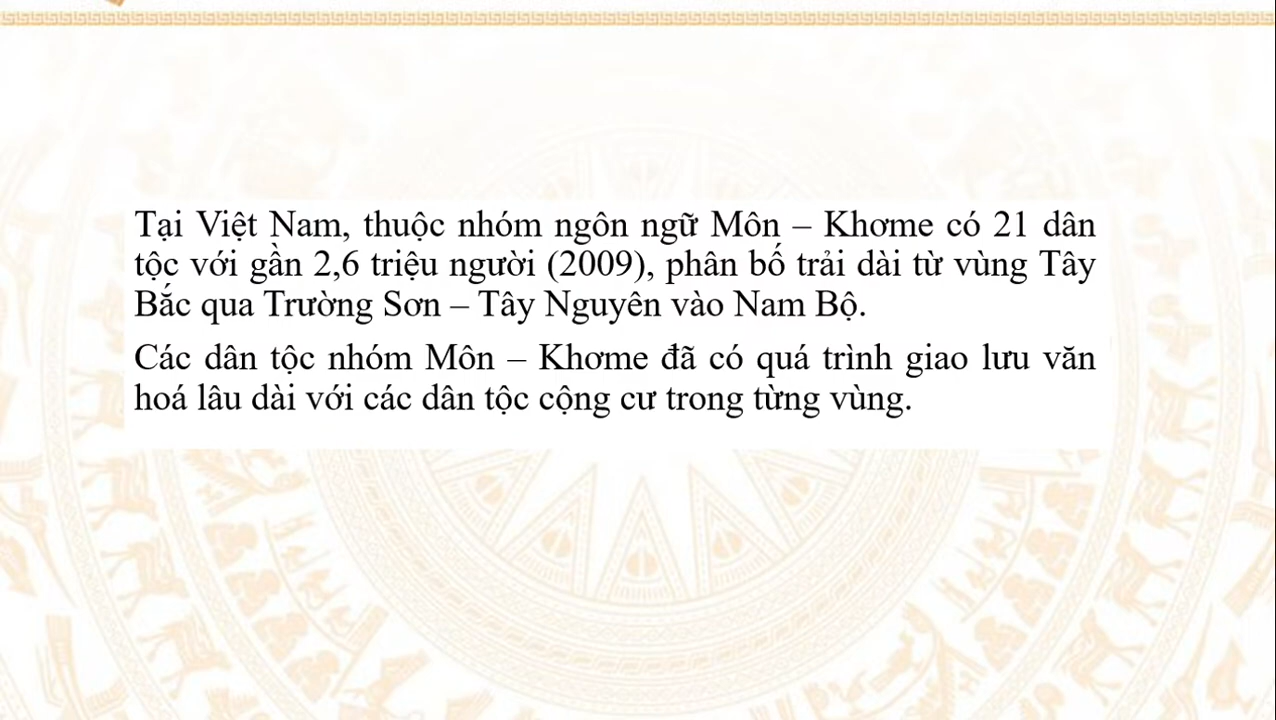 Tại Việt Nam, thuộc nhóm ngôn ngữ Môn – Khơme có 21 dân
tộc với gần 2,6 triệu người (2009), phân bố trải dài từ vùng Tây
Bắc qua Trường Sơn – Tây Nguyên vào Nam Bộ.
Các dân tộc nhóm Môn – Khơme đã có quá trình giao lưu văn
hoá lâu dài với các dân tộc cộng cư trong từng vùng.